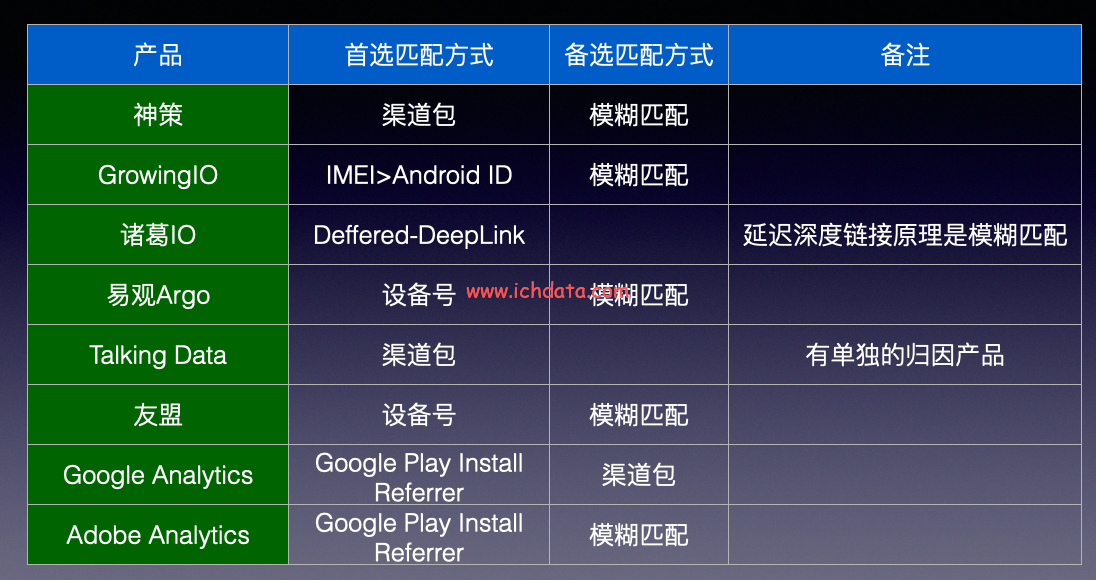 产品 首选匹配方式 备选匹配方式 备注
神策 渠道包 模糊匹配
GrowingIO IMEI>Android ID 模糊匹配
诸葛IO Deffered-DeepLink 延迟深度链接原理是模糊匹配
易观Argo 设备号 www.ichdata.com 模糊匹配
Talking Data 渠道包 有单独的归因产品
友盟 设备号 模糊匹配
Google Analytics Google Play Install Referrer 渠道包
Adobe Analytics Google Play Install Referrer 模糊匹配